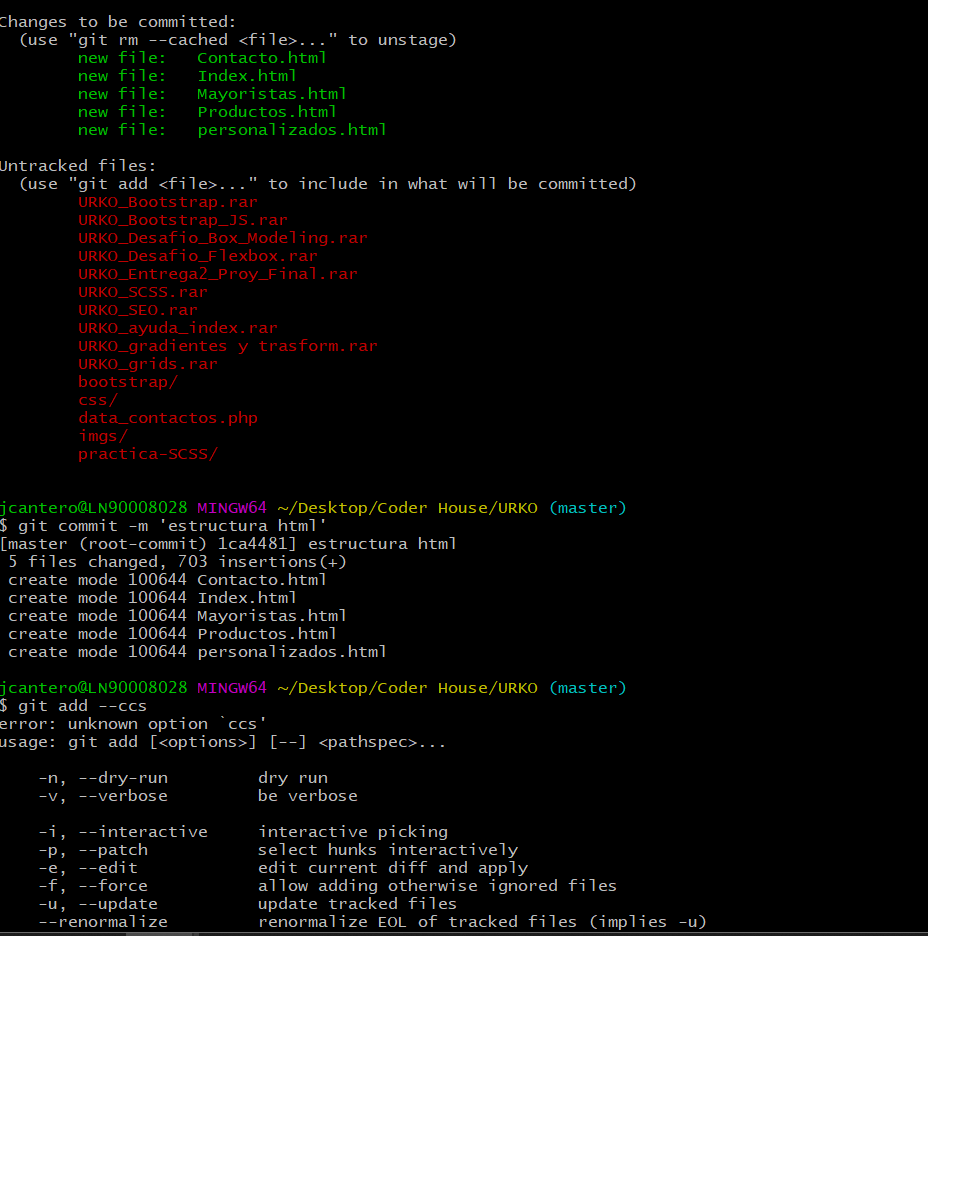 Changes to be committed:
  (use "git rm --cached <file>..." to unstage)
        new file:   Contacto.html
        new file:   Index.html
        new file:   Mayoristas.html
        new file:   Productos.html
        new file:   personalizados.html

Untracked files:
  (use "git add <file>..." to include in what will be committed)
        URKO_Bootstrap.rar
        URKO_Bootstrap_JS.rar
        URKO_Desafio_Box_Modeling.rar
        URKO_Desafio_Flexbox.rar
        URKO_Entrega2_Proy_Final.rar
        URKO_SCSS.rar
        URKO_SEO.rar
        URKO_ayuda_index.rar
        URKO_gradientes y trasform.rar
        URKO_grids.rar
        bootstrap/
        css/
        data_contactos.php
        imgs/
        practica-SCSS/

jcantero@LN90008028 MINGW64 ~/Desktop/Coder House/URKO (master)
$ git commit -m 'estructura html'
[master (root-commit) 1ca4481] estructura html
 5 files changed, 703 insertions(+)
 create mode 100644 Contacto.html
 create mode 100644 Index.html
 create mode 100644 Mayoristas.html
 create mode 100644 Productos.html
 create mode 100644 personalizados.html

jcantero@LN90008028 MINGW64 ~/Desktop/Coder House/URKO (master)
$ git add --ccs
error: unknown option `ccs'
usage: git add [<options>] [--] <pathspec>...

    -n, --dry-run         dry run
    -v, --verbose         be verbose

    -i, --interactive     interactive picking
    -p, --patch           select hunks interactively
    -e, --edit            edit current diff and apply
    -f, --force           allow adding otherwise ignored files
    -u, --update          update tracked files
    --renormalize         renormalize EOL of tracked files (implies -u)